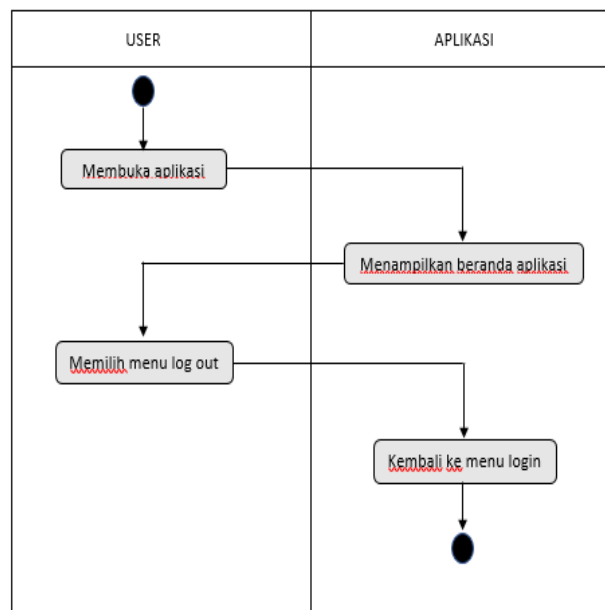 USER
APLIKASI
Membuka aplikasi
Menampilkan beranda aplikasi
Memilih menu log out
Kembali ke menu login